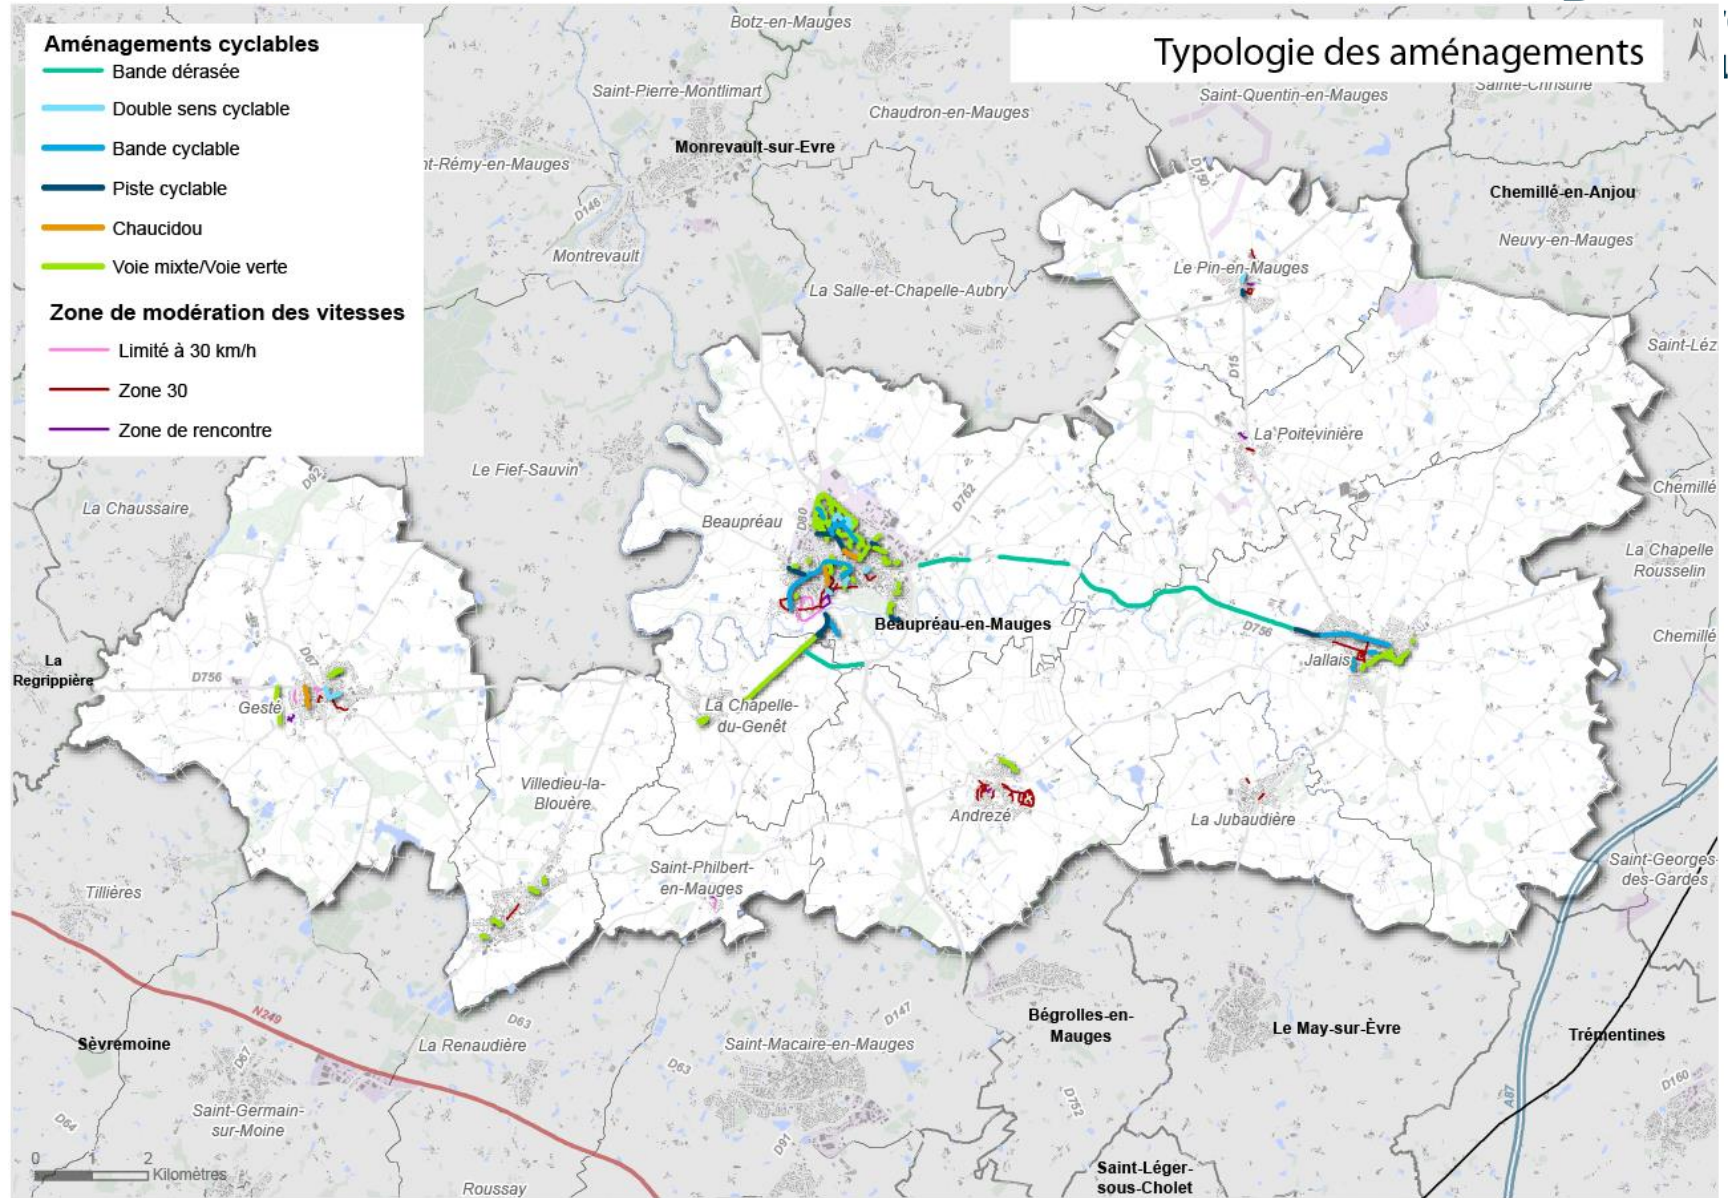 Typologie des aménagements
Aménagements cyclables
Bande dérasée
Double sens cyclable
Bande cyclable
Piste cyclable
Chaucidou
Voie mixte/Voie verte
Zone de modération des vitesses
Limité à 30 km/h
Zone 30
Zone de rencontre
N
Botz-en-Mauges
Saint-Pierre-Montlimart
Chaudron-en-Mauges
Saint-Quentin-en-Mauges
Sainte-Christine
Monrevault-sur-Evre
nt-Rémy-en-Mauges
D150
Chemillé-en-Anjou
D146
Neuvy-en-Mauges
Montrevault
Le Pin-en-Mauges
La Salle-et-Chapelle-Aubry
Saint-Léz
D15
La Poitevinière
Le Fief-Sauvin
D92
La Chaussaire
Chemillé
D762
D80
Beaupréau
La Chapelle
Rousselin
Beaupréau-en-Mauges
D756
Chemillé
Jallais
La
Regrippière
D67
D756
Gesté
La Chapelle-
du-Genêt
Villedieu-la-
Blouère
Andrezé
La Jubaudière
Saint-Philbert-
en-Mauges
Saint-Georges-
des-Gardes
Tillières
N249
D63
D147
Bégrolles-en-
Mauges
Le May-sur-Èvre
Trémentines
Sèvremoine
La Renaudière
Saint-Macaire-en-Mauges
D67
D63
D160
D752
A87
Saint-Germain-
sur-Moine
D64
D91
0 1 2
Kilomètres
Saint-Léger-
sous-Cholet
Roussay